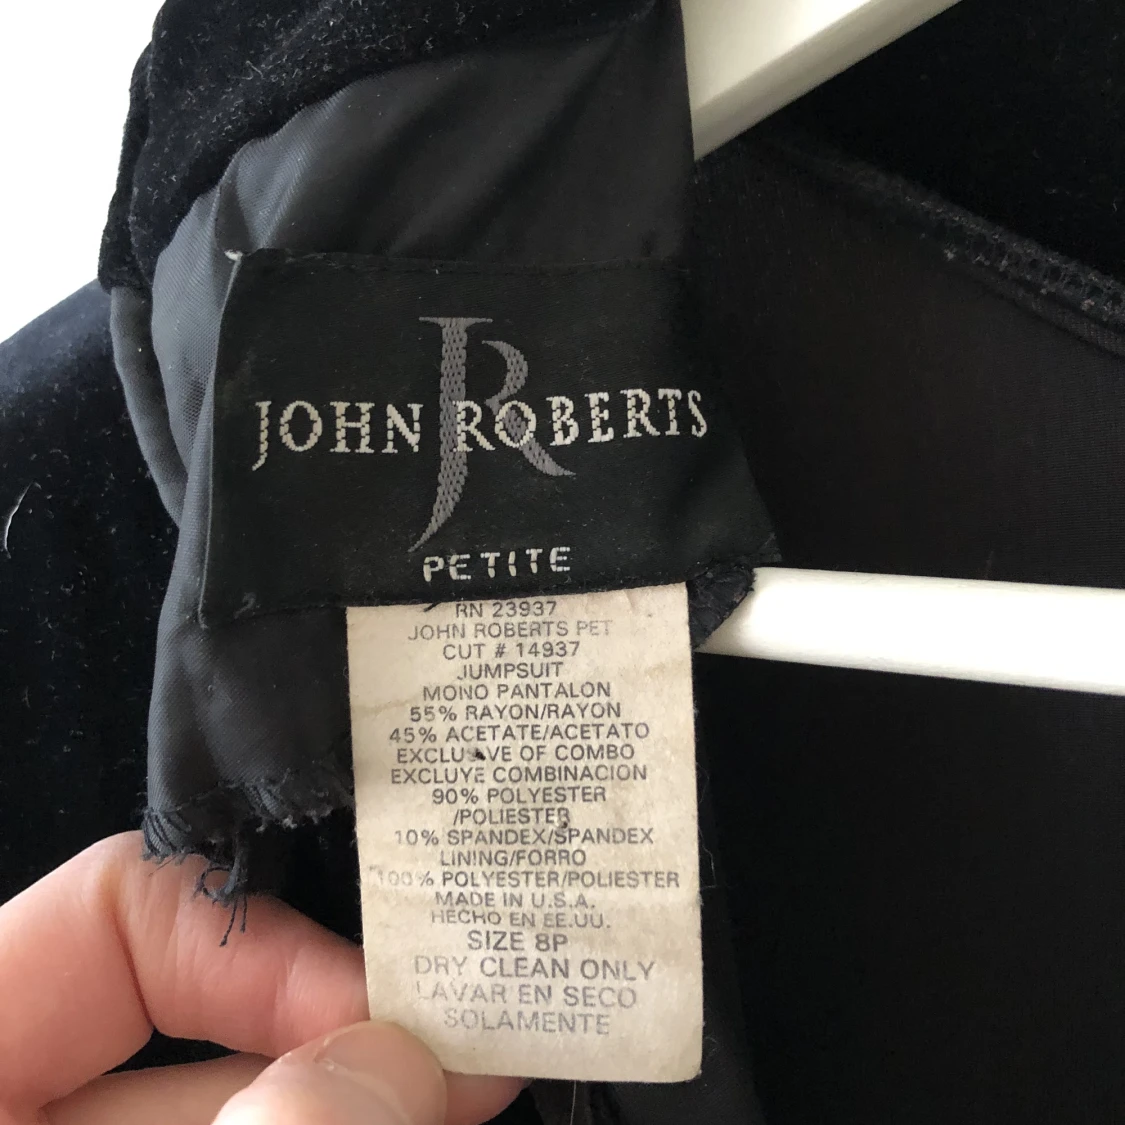 JR
JOHN ROBERTS
PETITE
RN 23937
JOHN ROBERTS PET
CUT # 14937
JUMPSUIT
MONO PANTALON
55% RAYON/RAYON
45% ACETATE/ACETATO
EXCLUSIVE OF COMBO
EXCLUYE COMBINACION
90% POLYESTER
/POLIESTER
10% SPANDEX/SPANDEX
LINING/FORRO
100% POLYESTER/POLIESTER
MADE IN U.S.A.
HECHO EN EE.UU.
SIZE 8P
DRY CLEAN ONLY
LAVAR EN SECO
SOLAMENTE